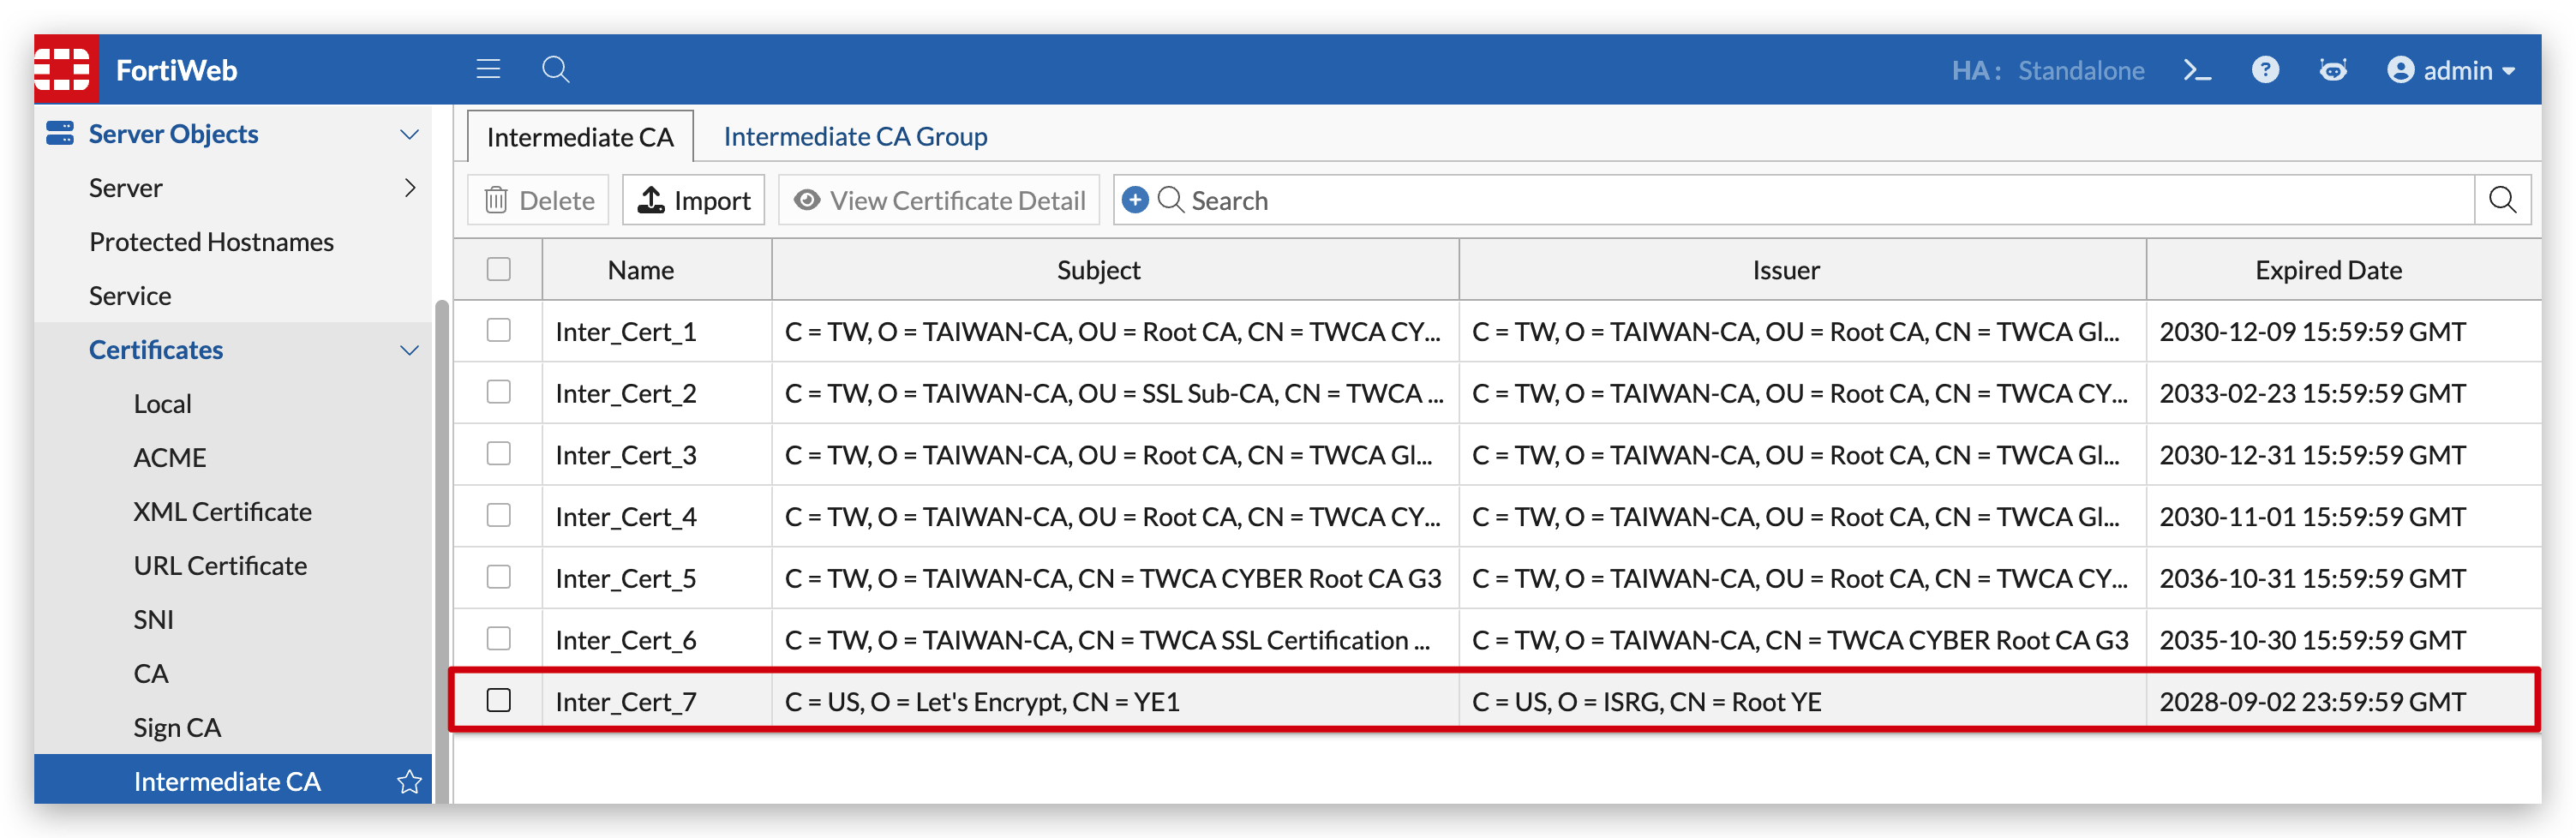 FortiWeb
HA : Standalone
admin
Server Objects
Server
Protected Hostnames
Service
Certificates
Local
ACME
XML Certificate
URL Certificate
SNI
CA
Sign CA
Intermediate CA
Intermediate CA Intermediate CA Group
Delete Import View Certificate Detail Search
Name Subject Issuer Expired Date
Inter_Cert_1 C = TW, O = TAIWAN-CA, OU = Root CA, CN = TWCA CY... C = TW, O = TAIWAN-CA, OU = Root CA, CN = TWCA Gl... 2030-12-09 15:59:59 GMT
Inter_Cert_2 C = TW, O = TAIWAN-CA, OU = SSL Sub-CA, CN = TWCA ... C = TW, O = TAIWAN-CA, OU = Root CA, CN = TWCA CY... 2033-02-23 15:59:59 GMT
Inter_Cert_3 C = TW, O = TAIWAN-CA, OU = Root CA, CN = TWCA Gl... C = TW, O = TAIWAN-CA, OU = Root CA, CN = TWCA Gl... 2030-12-31 15:59:59 GMT
Inter_Cert_4 C = TW, O = TAIWAN-CA, OU = Root CA, CN = TWCA CY... C = TW, O = TAIWAN-CA, OU = Root CA, CN = TWCA Gl... 2030-11-01 15:59:59 GMT
Inter_Cert_5 C = TW, O = TAIWAN-CA, CN = TWCA CYBER Root CA G3 C = TW, O = TAIWAN-CA, OU = Root CA, CN = TWCA CY... 2036-10-31 15:59:59 GMT
Inter_Cert_6 C = TW, O = TAIWAN-CA, CN = TWCA SSL Certification ... C = TW, O = TAIWAN-CA, CN = TWCA CYBER Root CA G3 2035-10-30 15:59:59 GMT
Inter_Cert_7 C = US, O = Let's Encrypt, CN = YE1 C = US, O = ISRG, CN = Root YE 2028-09-02 23:59:59 GMT